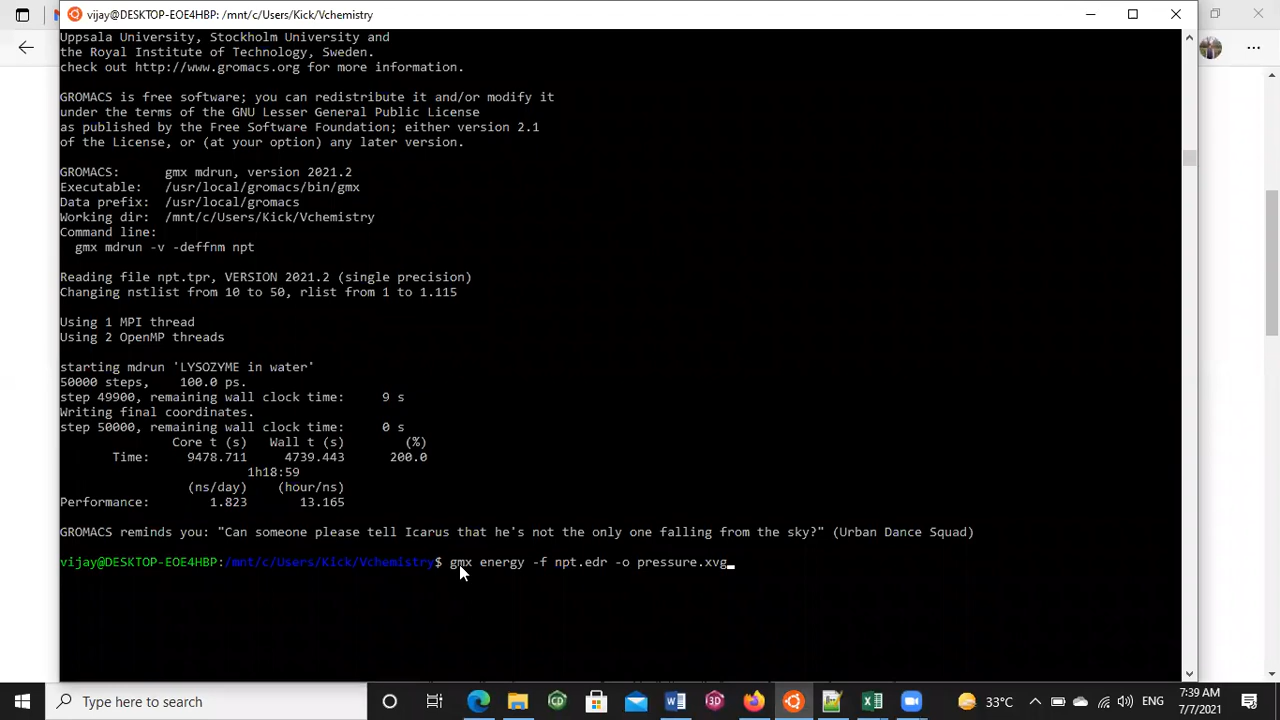 vijay@DESKTOP-EOE4HBP: /mnt/c/Users/Kick/Vchemistry
Uppsala University, Stockholm University and
the Royal Institute of Technology, Sweden.
check out http://www.gromacs.org for more information.
GROMACS is free software; you can redistribute it and/or modify it
under the terms of the GNU Lesser General Public License
as published by the Free Software Foundation; either version 2.1
of the License, or (at your option) any later version.
GROMACS: gmx mdrun, version 2021.2
Executable: /usr/local/gromacs/bin/gmx
Data prefix: /usr/local/gromacs
Working dir: /mnt/c/Users/Kick/Vchemistry
Command line:
gmx mdrun -v -deffnm npt
Reading file npt.tpr, VERSION 2021.2 (single precision)
Changing nstlist from 10 to 50, rlist from 1 to 1.115
Using 1 MPI thread
Using 2 OpenMP threads
starting mdrun 'LYSOZYME in water'
50000 steps, 100.0 ps.
step 49900, remaining wall clock time: 9 s
Writing final coordinates.
step 50000, remaining wall clock time: 0 s
Core t (s) Wall t (s) (%)
Time: 9478.711 4739.443 200.0
1h18:59
(ns/day) (hour/ns)
Performance: 1.823 13.165
GROMACS reminds you: "Can someone please tell Icarus that he's not the only one falling from the sky?" (Urban Dance Squad)
vijay@DESKTOP-EOE4HBP:/mnt/c/Users/Kick/Vchemistry$ gmx energy -f npt.edr -o pressure.xvg
Type here to search
33°C
ENG
7:39 AM
7/7/2021